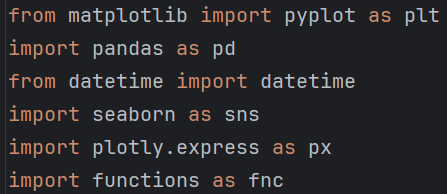 from matplotlib import pyplot as plt
import pandas as pd
from datetime import datetime
import seaborn as sns
import plotly.express as px
import functions as fnc